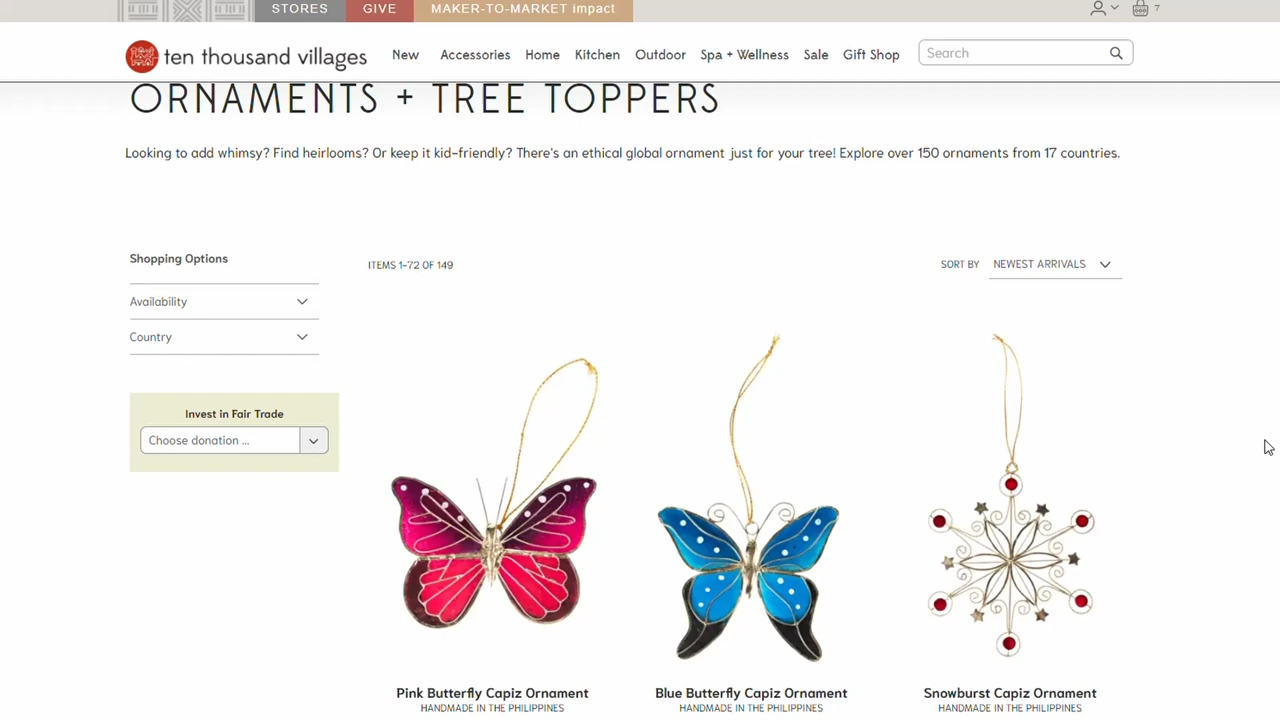 STORES GIVE MAKER-TO-MARKET impact
7
ten thousand villages New Accessories Home Kitchen Outdoor Spa + Wellness Sale Gift Shop Search
ORNAMENTS + TREE TOPPERS
Looking to add whimsy? Find heirlooms? Or keep it kid-friendly? There's an ethical global ornament just for your tree! Explore over 150 ornaments from 17 countries.
Shopping Options
ITEMS 1-72 OF 149
SORT BY NEWEST ARRIVALS
Availability
Country
Invest in Fair Trade
Choose donation ...
Pink Butterfly Capiz Ornament
HANDMADE IN THE PHILIPPINES
Blue Butterfly Capiz Ornament
HANDMADE IN THE PHILIPPINES
Snowburst Capiz Ornament
HANDMADE IN THE PHILIPPINES